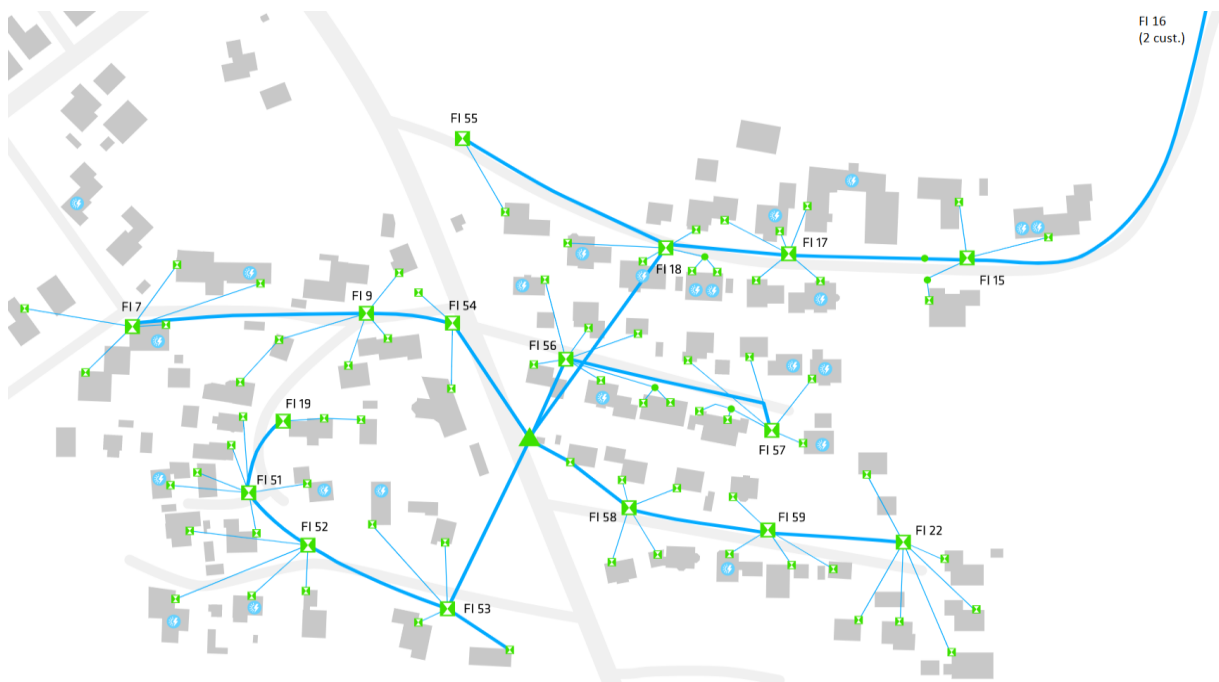 FI 16
(2 cust.)
FI 55
FI 17
FI 18
FI 15
FI 7
FI 9
FI 54
FI 56
FI 19
FI 57
FI 51
FI 58
FI 59
FI 52
FI 22
FI 53